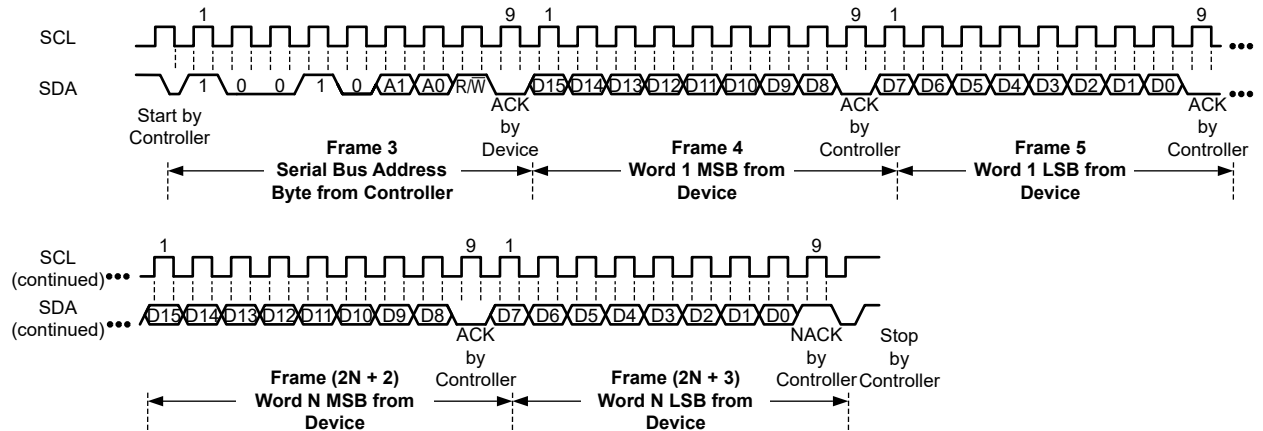 1 9 1 9 1 9
SCL •••
SDA 1 0 0 1 0 A1 A0 R/W D15 D14 D13 D12 D11 D10 D9 D8 D7 D6 D5 D4 D3 D2 D1 D0 •••
Start by
Controller
ACK
by
Device
ACK
by
Controller
ACK
by
Controller
Frame 3
Serial Bus Address
Byte from Controller
Frame 4
Word 1 MSB from
Device
Frame 5
Word 1 LSB from
Device
1 9 1 9
SCL
(continued) •••
SDA
(continued) ••• D15 D14 D13 D12 D11 D10 D9 D8 D7 D6 D5 D4 D3 D2 D1 D0
ACK
by
Controller
NACK
by
Controller
Stop
by
Controller
Frame (2N + 2)
Word N MSB from
Device
Frame (2N + 3)
Word N LSB from
Device